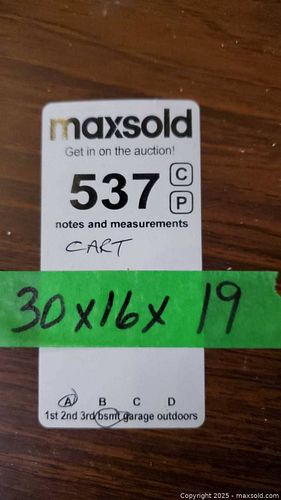 maxsold
Get in on the auction!
537 C
P
notes and measurements
CART
30x16x 19
A B C D
1st 2nd 3rd bsmt garage outdoors
Copyright 2025 - maxsold.com